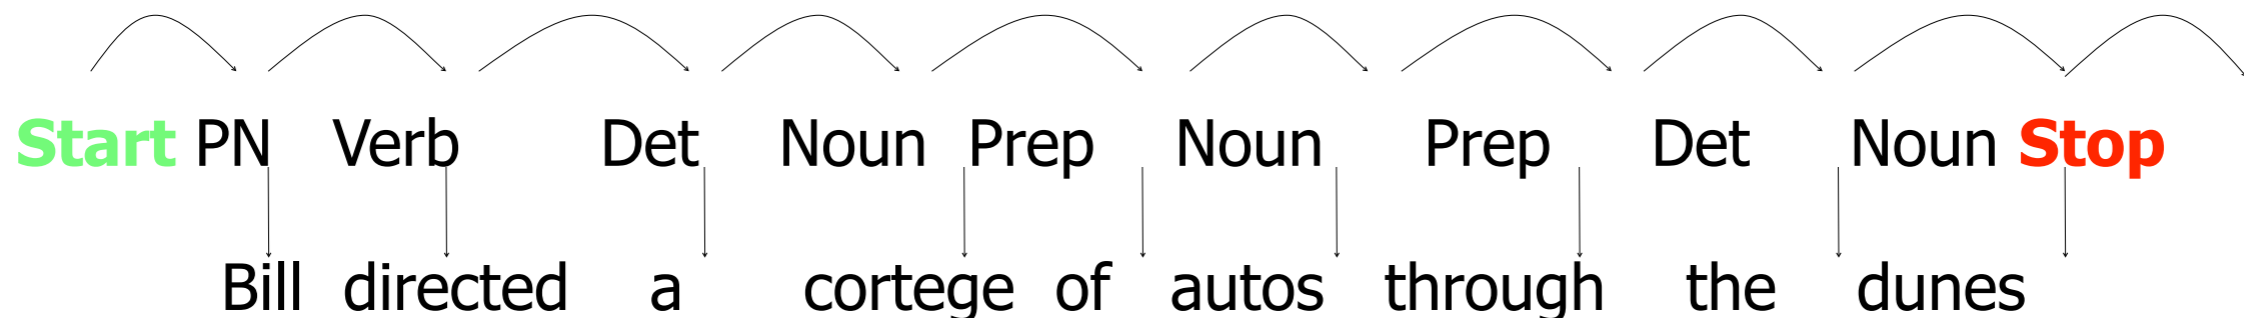 Start PN Verb Det Noun Prep Noun Prep Det Noun Stop
Bill directed a cortege of autos through the dunes